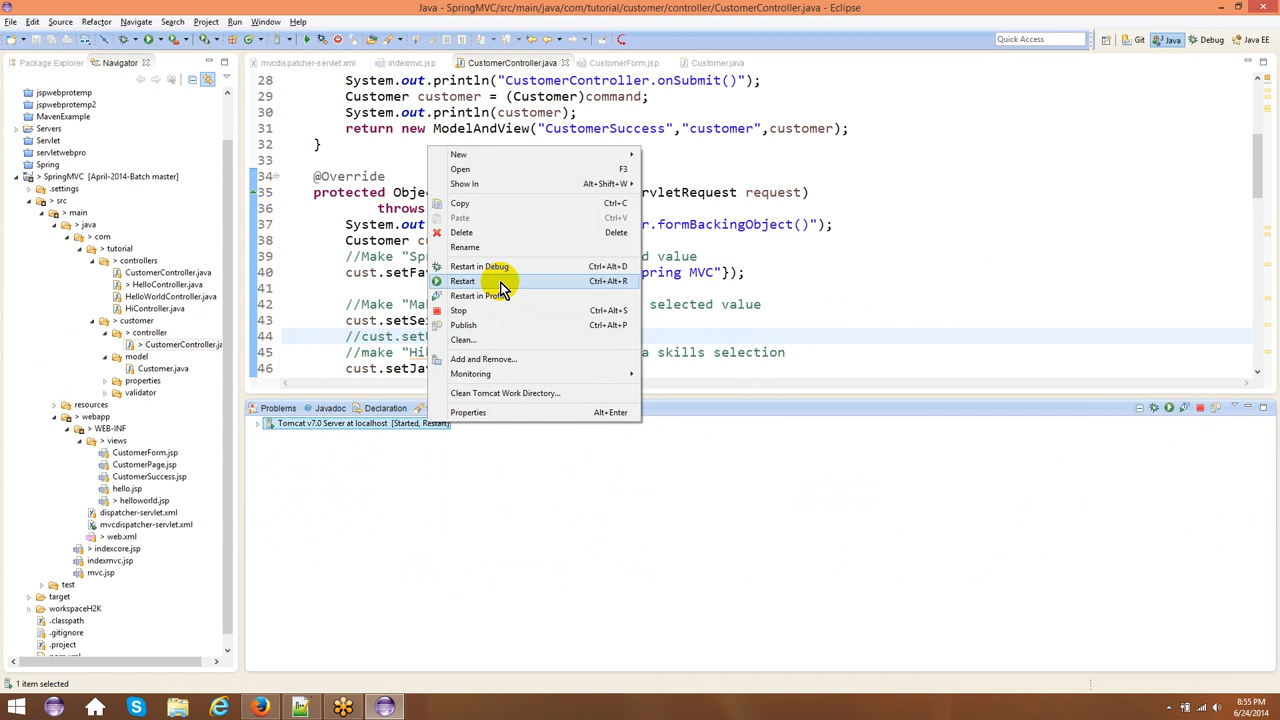 Java - SpringMVC/src/main/java/com/tutorial/customer/controller/CustomerController.java - Eclipse
File Edit Source Refactor Navigate Search Project Run Window Help
Quick Access
Git
Java
Debug
Java EE
Package Explorer
Navigator
mvcdispatcher-servlet.xml
indexmvc.jsp
CustomerController.java
CustomerForm.jsp
Customer.java
jspwebprotemp
jspwebprotemp2
MavenExample
Servers
Servlet
servletwebpro
Spring
SpringMVC [April-2014-Batch master]
.settings
src
main
java
com
tutorial
controllers
CustomerController.java
> HelloController.java
HelloWorldController.java
HiController.java
customer
controller
> CustomerController.ja
model
Customer.java
properties
validator
resources
webapp
WEB-INF
views
CustomerForm.jsp
CustomerPage.jsp
CustomerSuccess.jsp
hello.jsp
> helloworld.jsp
dispatcher-servlet.xml
mvcdispatcher-servlet.xml
> web.xml
> indexcore.jsp
indexmvc.jsp
mvc.jsp
test
target
workspaceH2K
.classpath
.gitignore
.project
28 System.out.println("CustomerController.onSubmit()");
29 Customer customer = (Customer)command;
30 System.out.println(customer);
31 return new ModelAndView("CustomerSuccess","customer",customer);
32 }
33
34 @Override
35 protected Objec rvletRequest request)
36 throws
37 System.out.p r.formBackingObject()");
38 Customer cu
39 //Make "Sp value
40 cust.setFa pring MVC"});
41
42 //Make "Ma selected value
43 cust.setSe
44 //cust.set
45 //make "Hi a skills selection
46 cust.setJa
New
Open F3
Show In Alt+Shift+W
Copy Ctrl+C
Paste Ctrl+V
Delete Delete
Rename
Restart in Debug Ctrl+Alt+D
Restart Ctrl+Alt+R
Restart in Profile
Stop Ctrl+Alt+S
Publish Ctrl+Alt+P
Clean...
Add and Remove...
Monitoring
Clean Tomcat Work Directory...
Properties Alt+Enter
Problems
@ Javadoc
Declaration
Tomcat v7.0 Server at localhost [Started, Restart]
1 item selected
8:55 PM
6/24/2014